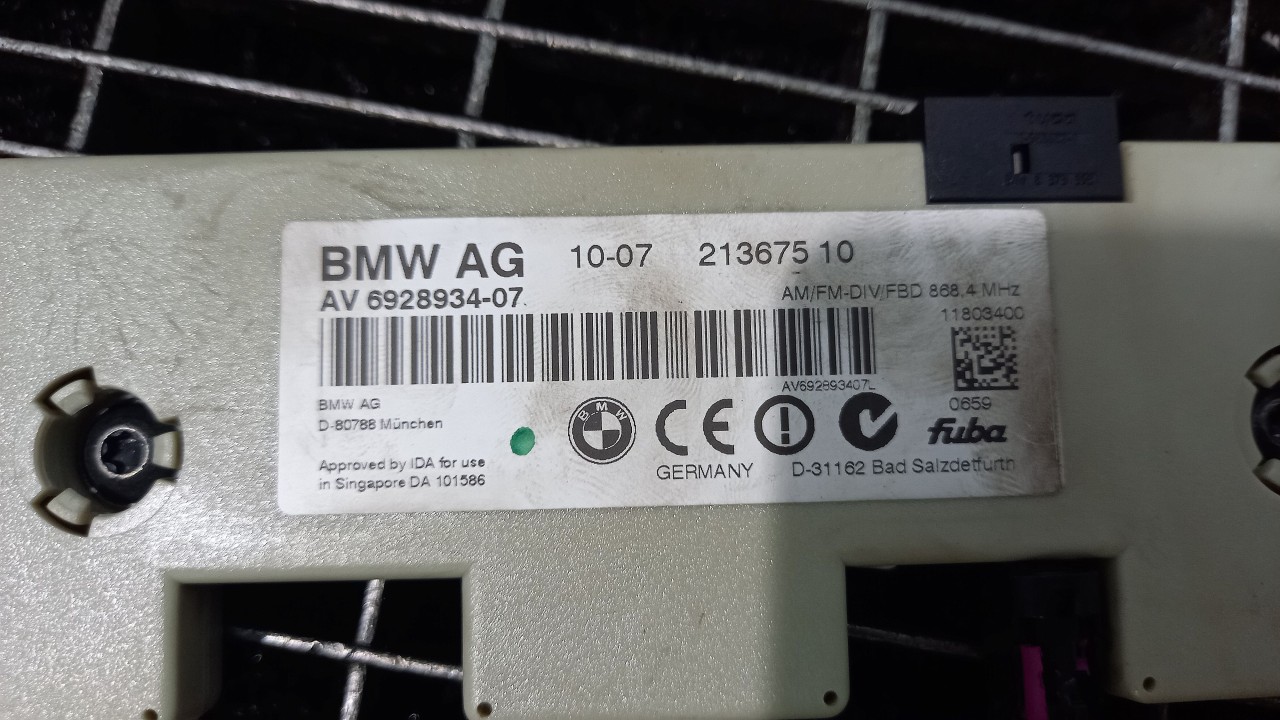 BMW AG 10-07 213675 10
AV 6928934-07
AM/FM-DIV/FBD 868.4 MHz
11803400
AV692893407L
0659
BMW AG
D-80788 München
BMW
CE
fuba
GERMANY
D-31162 Bad Salzdetfurth
Approved by IDA for use
in Singapore DA 101586